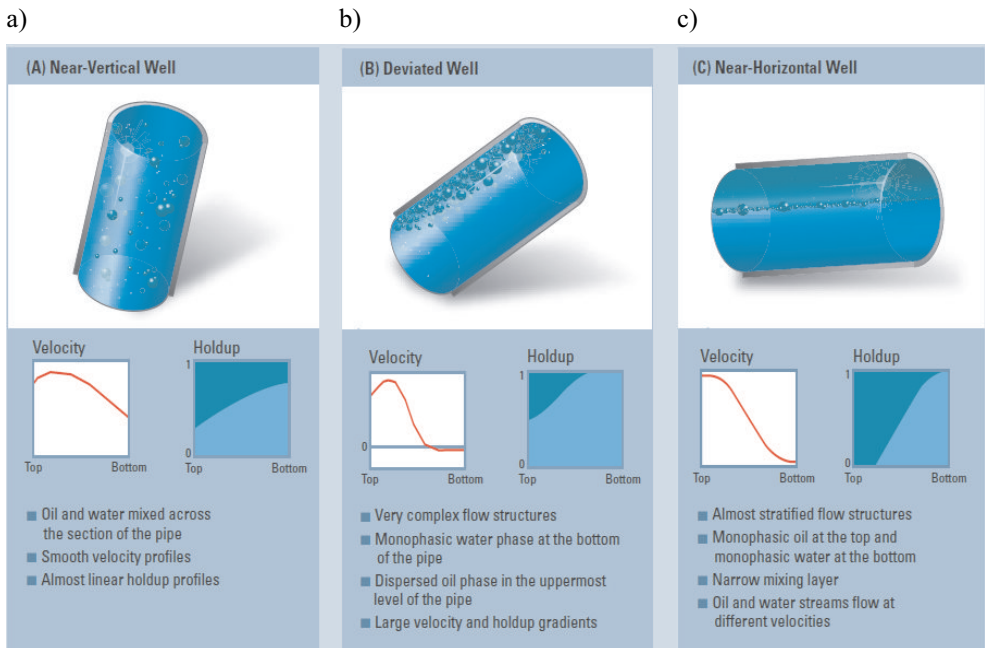 a)
b)
c)
(A) Near-Vertical Well
(B) Deviated Well
(C) Near-Horizontal Well
Velocity
Holdup
1
0
Top
Bottom
Top
Bottom
Oil and water mixed across
the section of the pipe
Smooth velocity profiles
Almost linear holdup profiles
Velocity
Holdup
0
1
0
Top
Bottom
Top
Bottom
Very complex flow structures
Monophasic water phase at the bottom
of the pipe
Dispersed oil phase in the uppermost
level of the pipe
Large velocity and holdup gradients
Velocity
Holdup
1
0
Top
Bottom
Top
Bottom
Almost stratified flow structures
Monophasic oil at the top and
monophasic water at the bottom
Narrow mixing layer
Oil and water streams flow at
different velocities